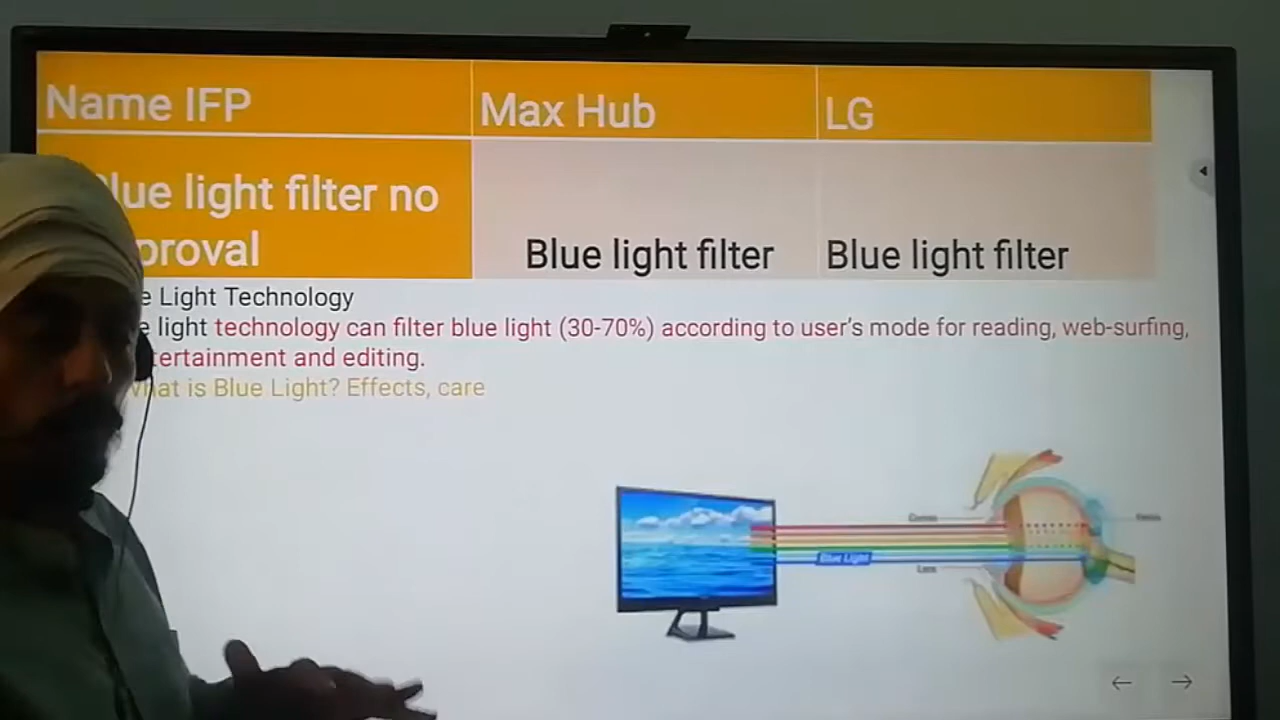 Name IFP
Max Hub
LG
lue light filter no
proval
Blue light filter
Blue light filter
e Light Technology
e light technology can filter blue light (30-70%) according to user's mode for reading, web-surfing,
tertainment and editing.
hat is Blue Light? Effects, care
Cornea
Blue Light
Lens